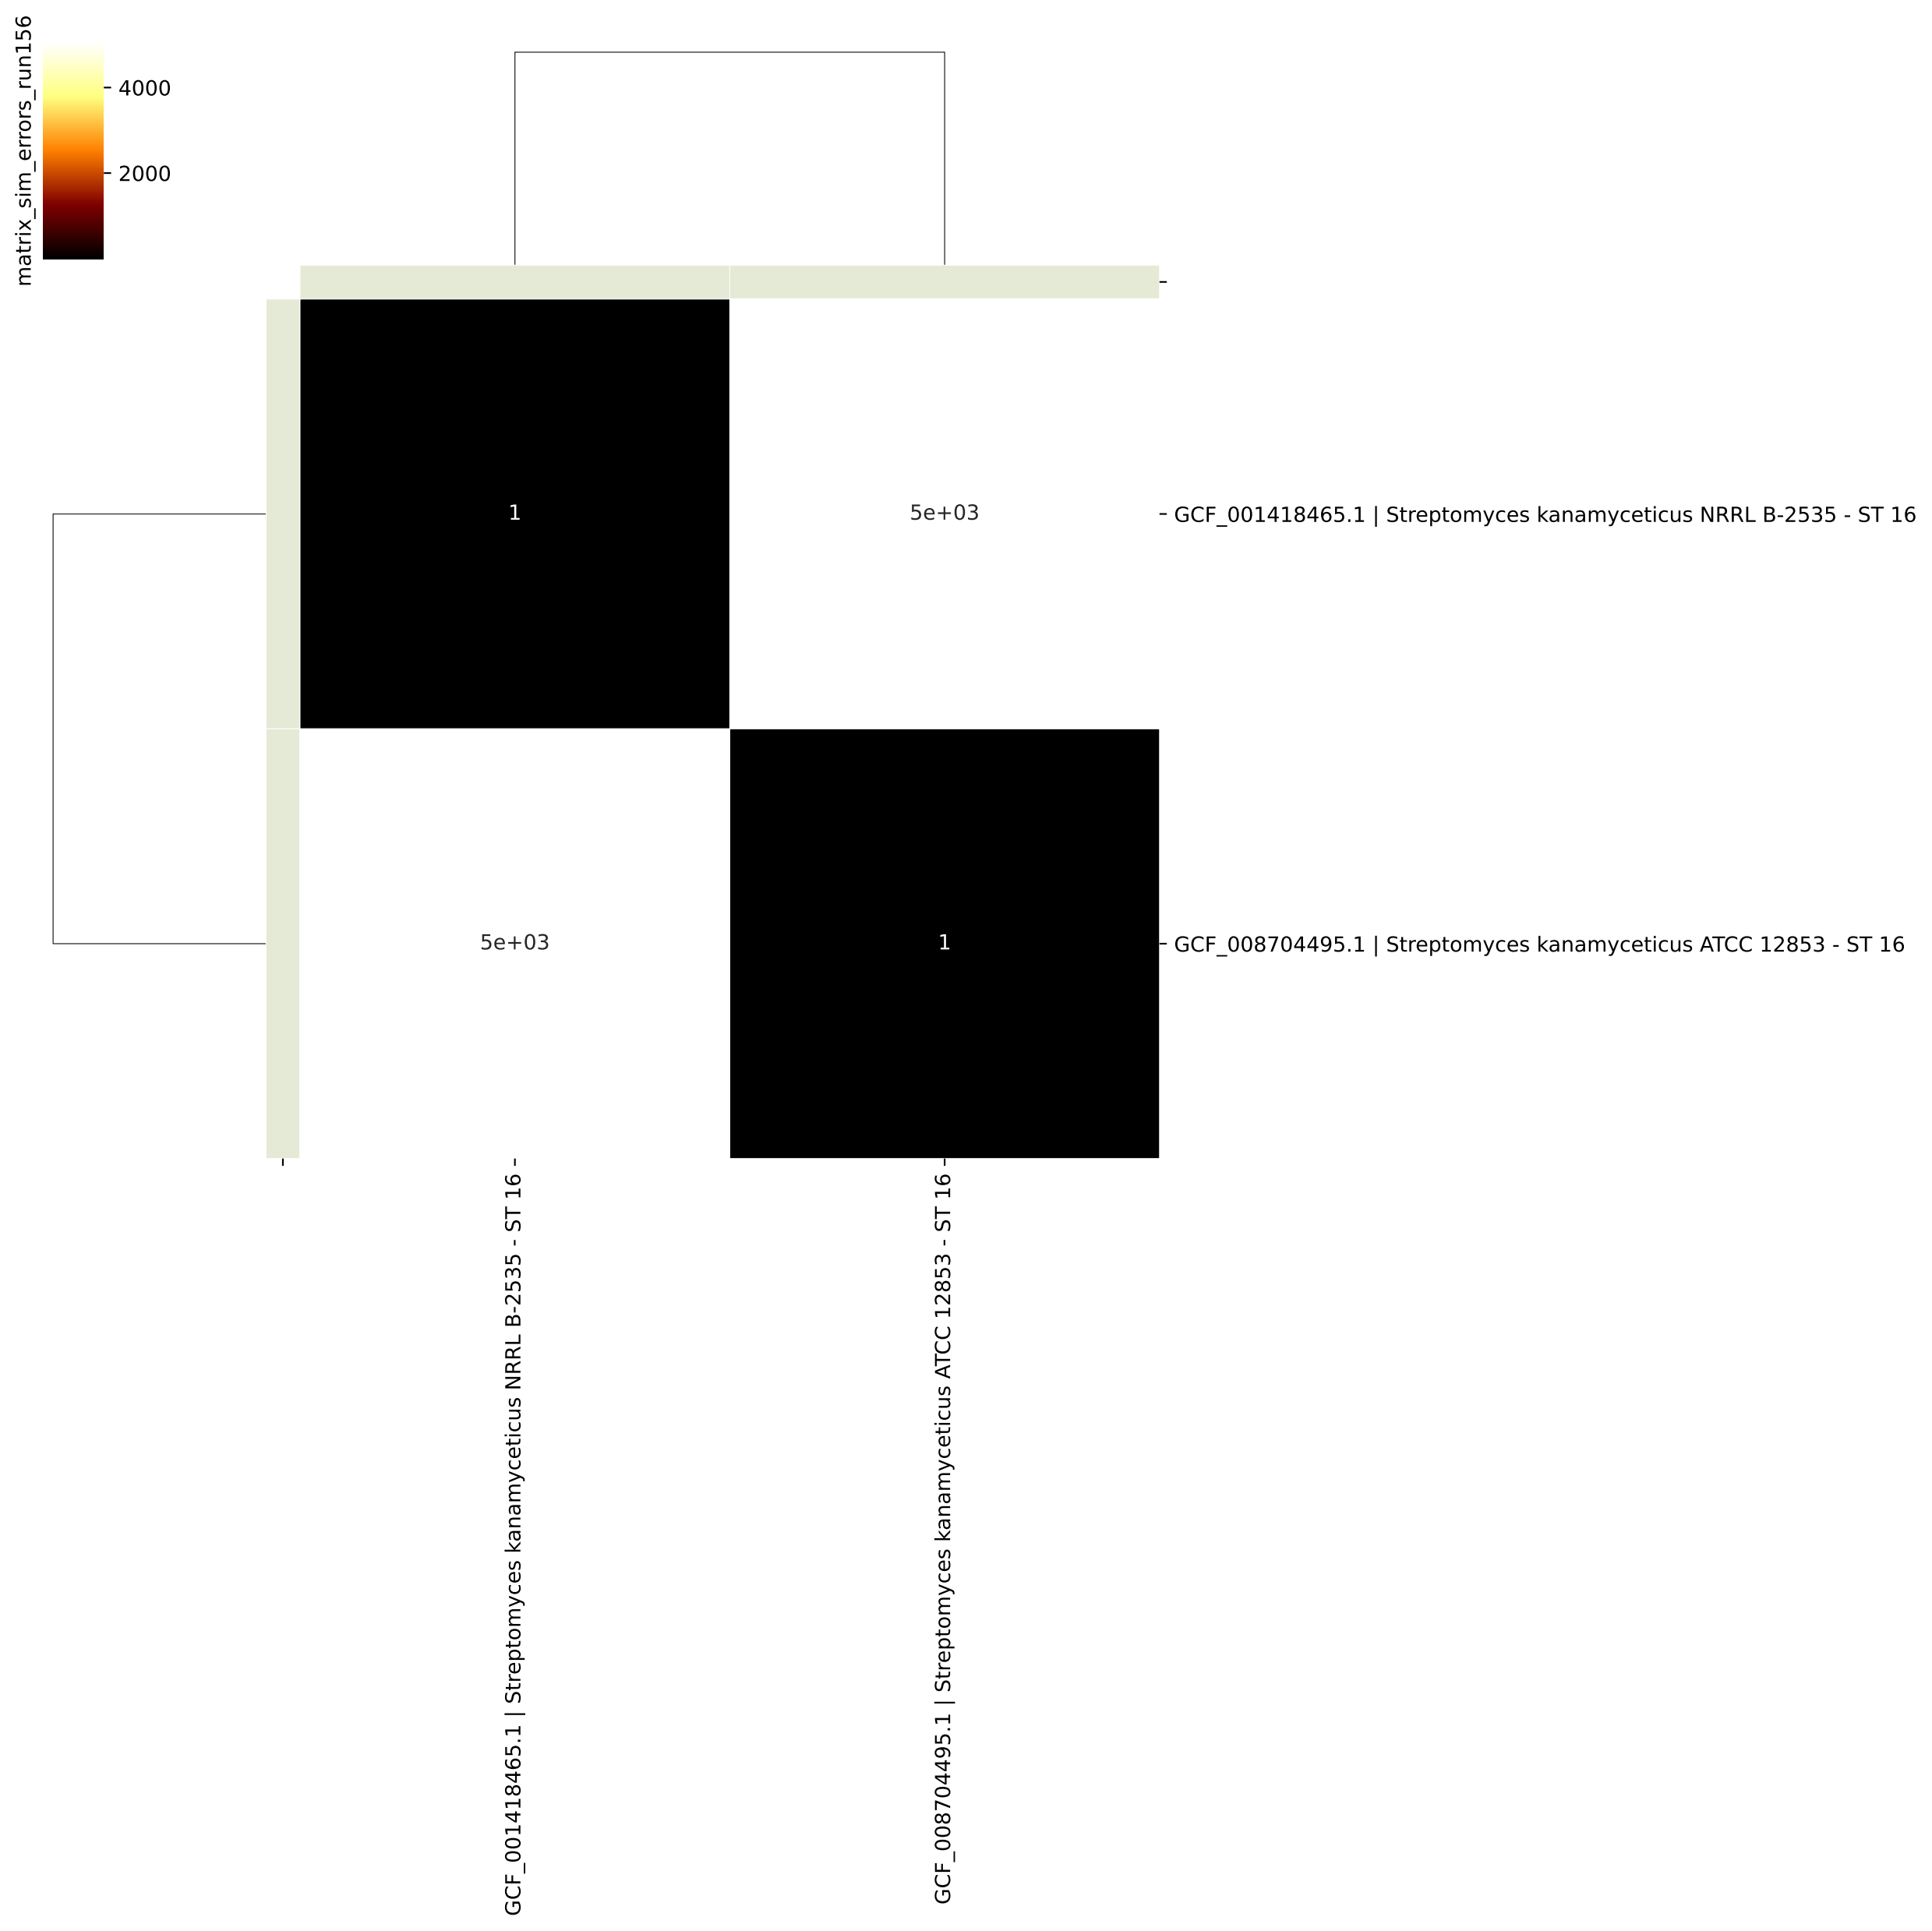 matrix_sim_errors_run156
4000
2000
1
5e+03
GCF_001418465.1 | Streptomyces kanamyceticus NRRL B-2535 - ST 16
5e+03
1
GCF_008704495.1 | Streptomyces kanamyceticus ATCC 12853 - ST 16
GCF_001418465.1 | Streptomyces kanamyceticus NRRL B-2535 - ST 16
GCF_008704495.1 | Streptomyces kanamyceticus ATCC 12853 - ST 16